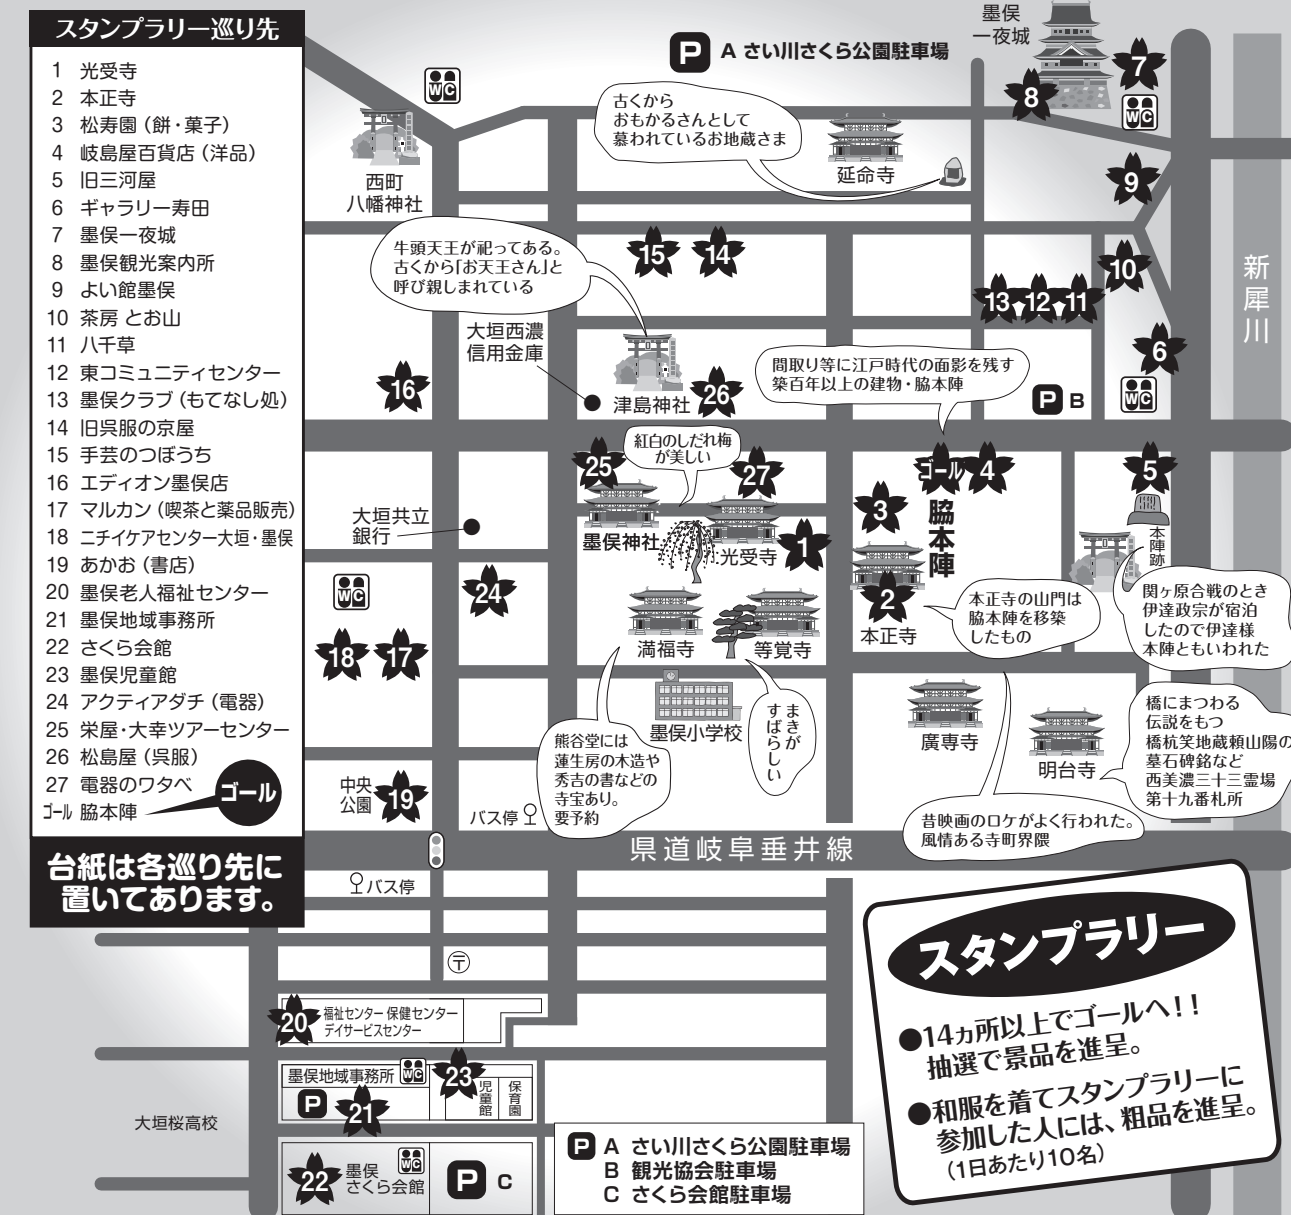 スタンプラリー巡り先
1 光受寺
2 本正寺
3 松寿園（餅・菓子）
4 岐島屋百貨店（洋品）
5 旧三河屋
6 ギャラリー寿田
7 墨俣一夜城
8 墨俣観光案内所
9 よい館墨俣
10 茶房 とお山
11 八千草
12 東コミュニティセンター
13 墨俣クラブ（もてなし処）
14 旧呉服の京屋
15 手芸のつぼうち
16 エディオン墨俣店
17 マルカン（喫茶と薬品販売）
18 ニチイケアセンター大垣・墨俣
19 あかお（書店）
20 墨俣老人福祉センター
21 墨俣地域事務所
22 さくら会館
23 墨俣児童館
24 アクティアダチ（電器）
25 栄屋・大幸ツアーセンター
26 松島屋（呉服）
27 電器のワタベ
ゴール 脇本陣
ゴール
台紙は各巡り先に
置いてあります。
P A さい川さくら公園駐車場
墨俣
一夜城
7
8
WC
WC
古くから
おもかるさんとして
慕われているお地蔵さま
延命寺
西町
八幡神社
9
牛頭天王が祀ってある。
古くから「お天王さん」と
呼び親しまれている
15
14
10
13
12
11
新犀川
大垣西濃
信用金庫
津島神社
26
16
間取り等に江戸時代の面影を残す
築百年以上の建物・脇本陣
6
P B
WC
25
紅白のしだれ梅
が美しい
27
ゴール
4
5
3
脇本陣
本陣跡
大垣共立
銀行
墨俣神社
光受寺
1
WC
24
2
本正寺
本正寺の山門は
脇本陣を移築
したもの
関ヶ原合戦のとき
伊達政宗が宿泊
したので伊達様
本陣ともいわれた
18
17
満福寺
等覚寺
墨俣小学校
まきが
すばらしい
熊谷堂には
蓮生房の木造や
秀吉の書などの
寺宝あり。
要予約
廣専寺
明台寺
橋にまつわる
伝説をもつ
橋杭笑地蔵頼山陽の
墓石碑銘など
西美濃三十三霊場
第十九番札所
中央
公園
19
バス停
昔映画のロケがよく行われた。
風情ある寺町界隈
県道岐阜垂井線
バス停
〒
20
福祉センター 保健センター
デイサービスセンター
墨俣地域事務所
WC
23
児童館
保育園
P
21
大垣桜高校
22
墨俣
さくら会館
WC
P C
P A さい川さくら公園駐車場
B 観光協会駐車場
C さくら会館駐車場
スタンプラリー
●14ヵ所以上でゴールへ！！
抽選で景品を進呈。
●和服を着てスタンプラリーに
参加した人には、粗品を進呈。
（1日あたり10名）